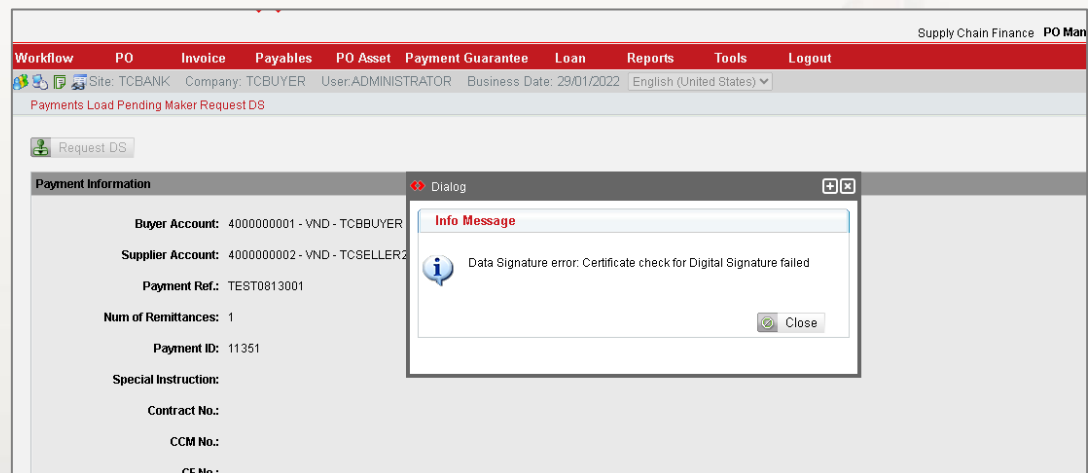 Supply Chain Finance PO Man
Workflow PO Invoice Payables PO Asset Payment Guarantee Loan Reports Tools Logout
Site: TCBANK Company: TCBUYER User:ADMINISTRATOR Business Date: 29/01/2022 English (United States)
Payments Load Pending Maker Request DS
Request DS
Payment Information
Buyer Account: 4000000001 - VND - TCBBUYER
Supplier Account: 4000000002 - VND - TCSELLER2
Payment Ref.: TEST0813001
Num of Remittances: 1
Payment ID: 11351
Special Instruction:
Contract No.:
CCM No.:
CF No.:
Dialog
Info Message
Data Signature error: Certificate check for Digital Signature failed
Close